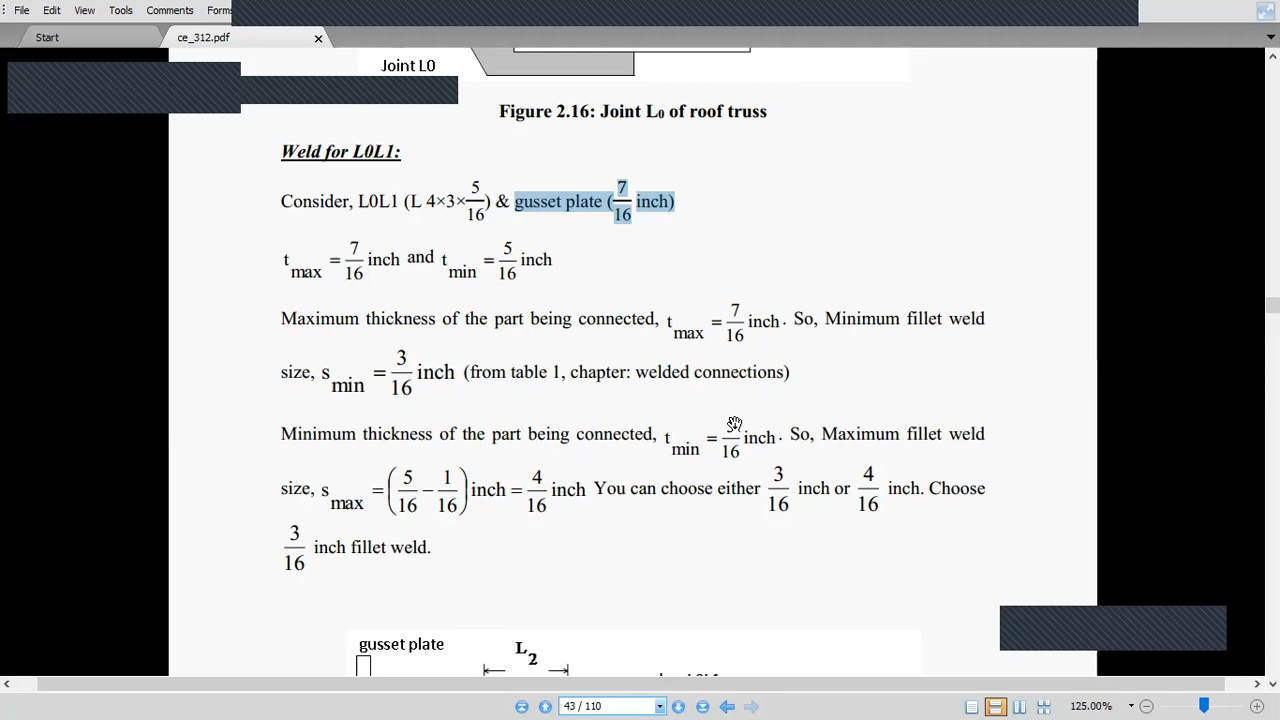 File Edit View Tools Comments Forms
Start ce_312.pdf
Joint L0
Figure 2.16: Joint L₀ of roof truss
Weld for L0L1:
Consider, L0L1 (L 4×3×5/16) & gusset plate (7/16 inch)
t max = 7/16 inch and t min = 5/16 inch
Maximum thickness of the part being connected, t max = 7/16 inch. So, Minimum fillet weld
size, s min = 3/16 inch (from table 1, chapter: welded connections)
Minimum thickness of the part being connected, t min = /16 inch. So, Maximum fillet weld
size, s max = (5/16 − 1/16) inch = 4/16 inch You can choose either 3/16 inch or 4/16 inch. Choose
3/16 inch fillet weld.
gusset plate L 2
43 / 110 125.00%